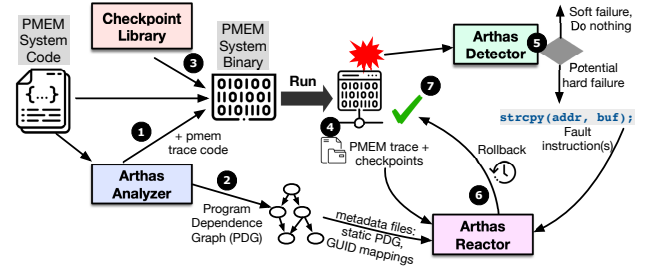 PMEM
System
Code
{...}
Checkpoint
Library
3
PMEM
System
Binary
Run
1
+ pmem
trace code
Arthas
Analyzer
2
Program
Dependence
Graph (PDG)
metadata files:
static PDG,
GUID mappings
4
PMEM trace +
checkpoints
7
Arthas
Detector
5
Soft failure,
Do nothing
Potential
hard failure
strcpy(addr, buf);
Fault
instruction(s)
Rollback
6
Arthas
Reactor